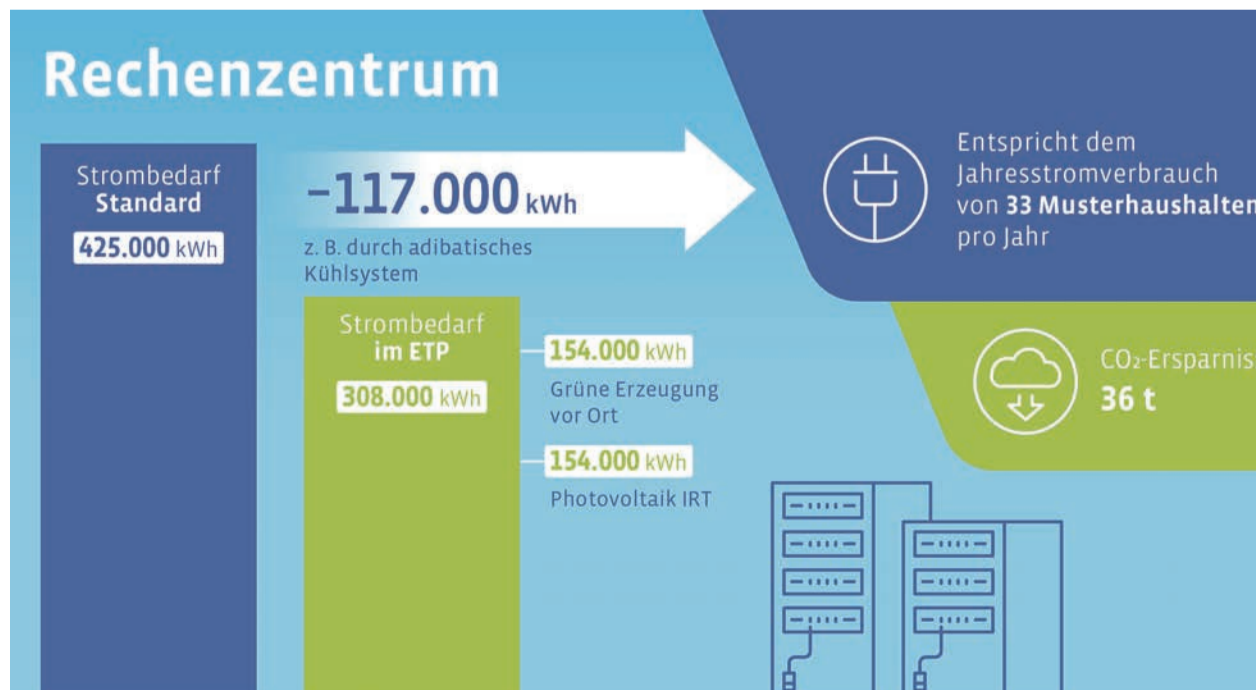 Rechenzentrum
Strombedarf
Standard
425.000 kWh
–117.000 kWh
z. B. durch adibatisches
Kühlsystem
Strombedarf
im ETP
308.000 kWh
154.000 kWh
Grüne Erzeugung
vor Ort
154.000 kWh
Photovoltaik IRT
Entspricht dem
Jahresstromverbrauch
von 33 Musterhaushalten
pro Jahr
CO₂-Ersparnis
36 t